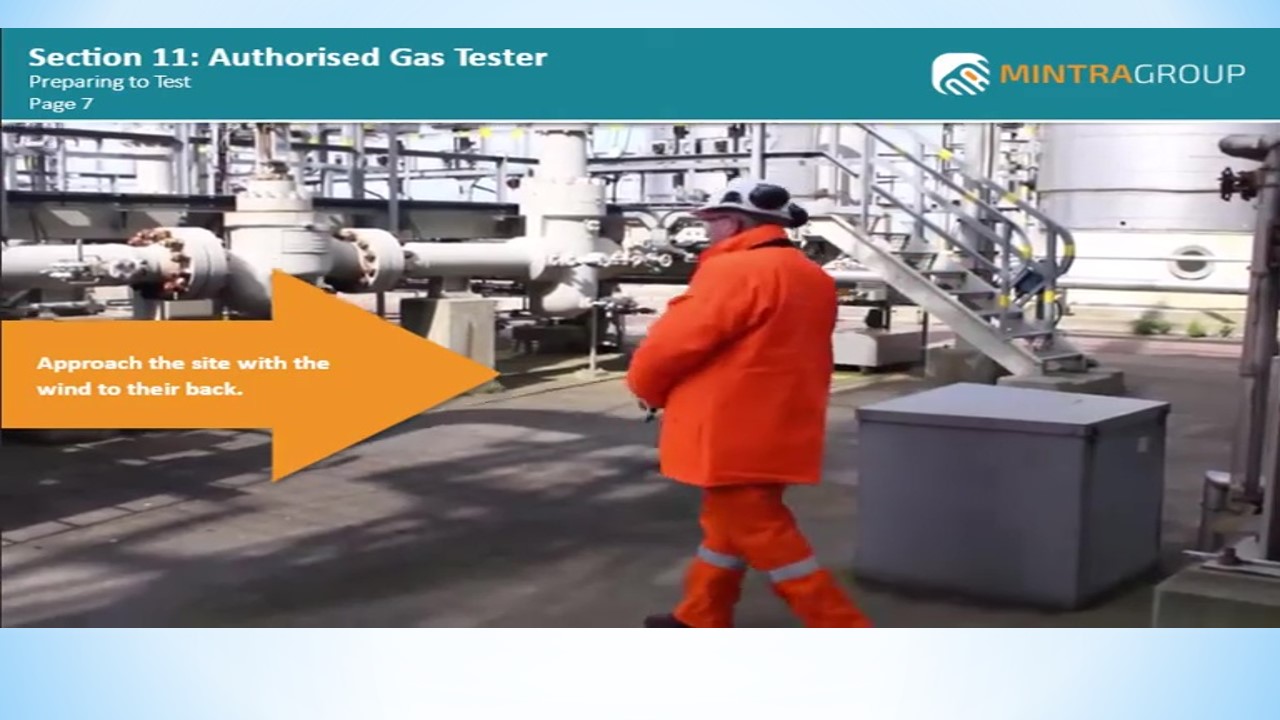 Section 11: Authorised Gas Tester
Preparing to Test
Page 7
MINTRAGROUP
Approach the site with the
wind to their back.